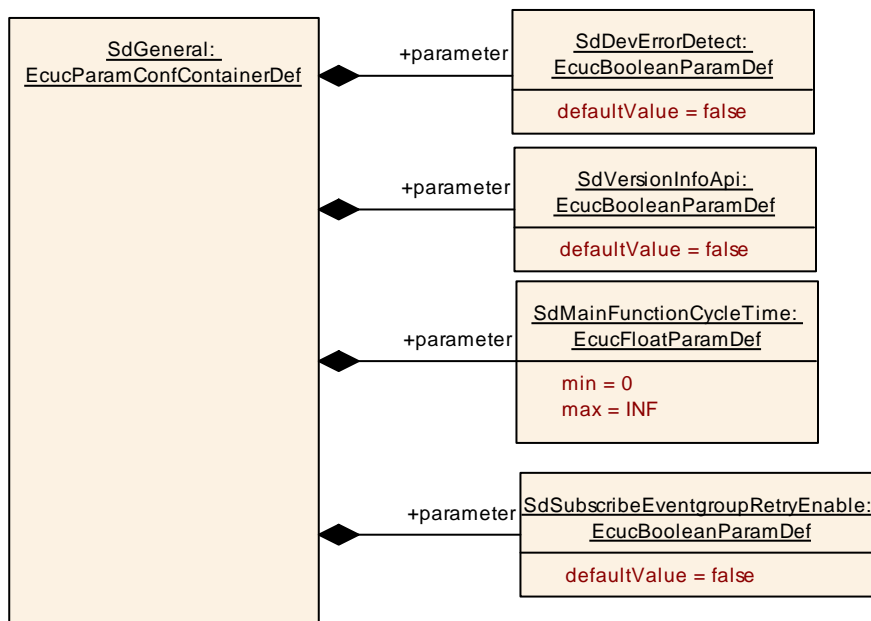 SdGeneral:
EcucParamConfContainerDef
+parameter
SdDevErrorDetect:
EcucBooleanParamDef
defaultValue = false
+parameter
SdVersionInfoApi:
EcucBooleanParamDef
defaultValue = false
+parameter
SdMainFunctionCycleTime:
EcucFloatParamDef
min = 0
max = INF
+parameter
SdSubscribeEventgroupRetryEnable:
EcucBooleanParamDef
defaultValue = false